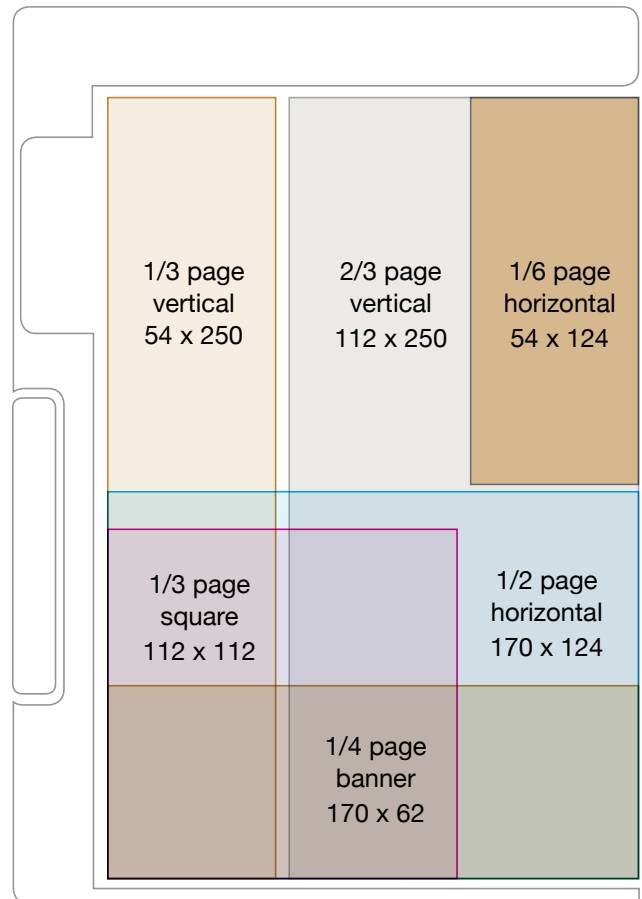 1/3 page
vertical
54 x 250
2/3 page
vertical
112 x 250
1/6 page
horizontal
54 x 124
1/3 page
square
112 x 112
1/2 page
horizontal
170 x 124
1/4 page
banner
170 x 62